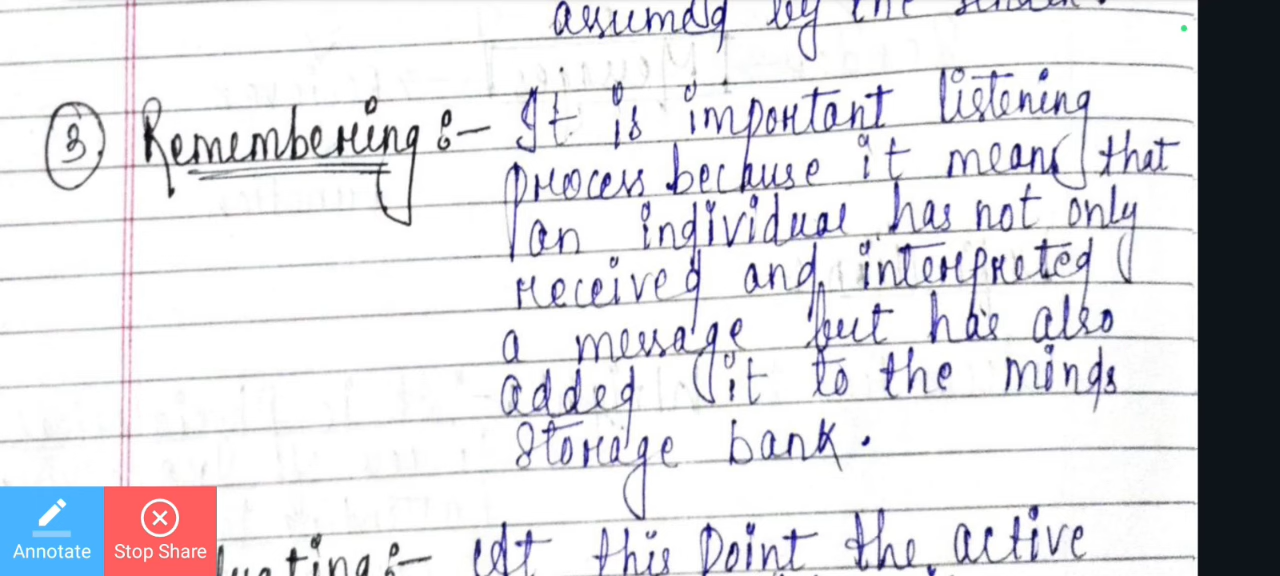 assumed by the
③ Remembering :- It is important listening
process because it means that
an individual has not only
received and interpreted
a message but has also
added it to the minds
storage bank.
Annotate Stop Share
uating :- At this point the active